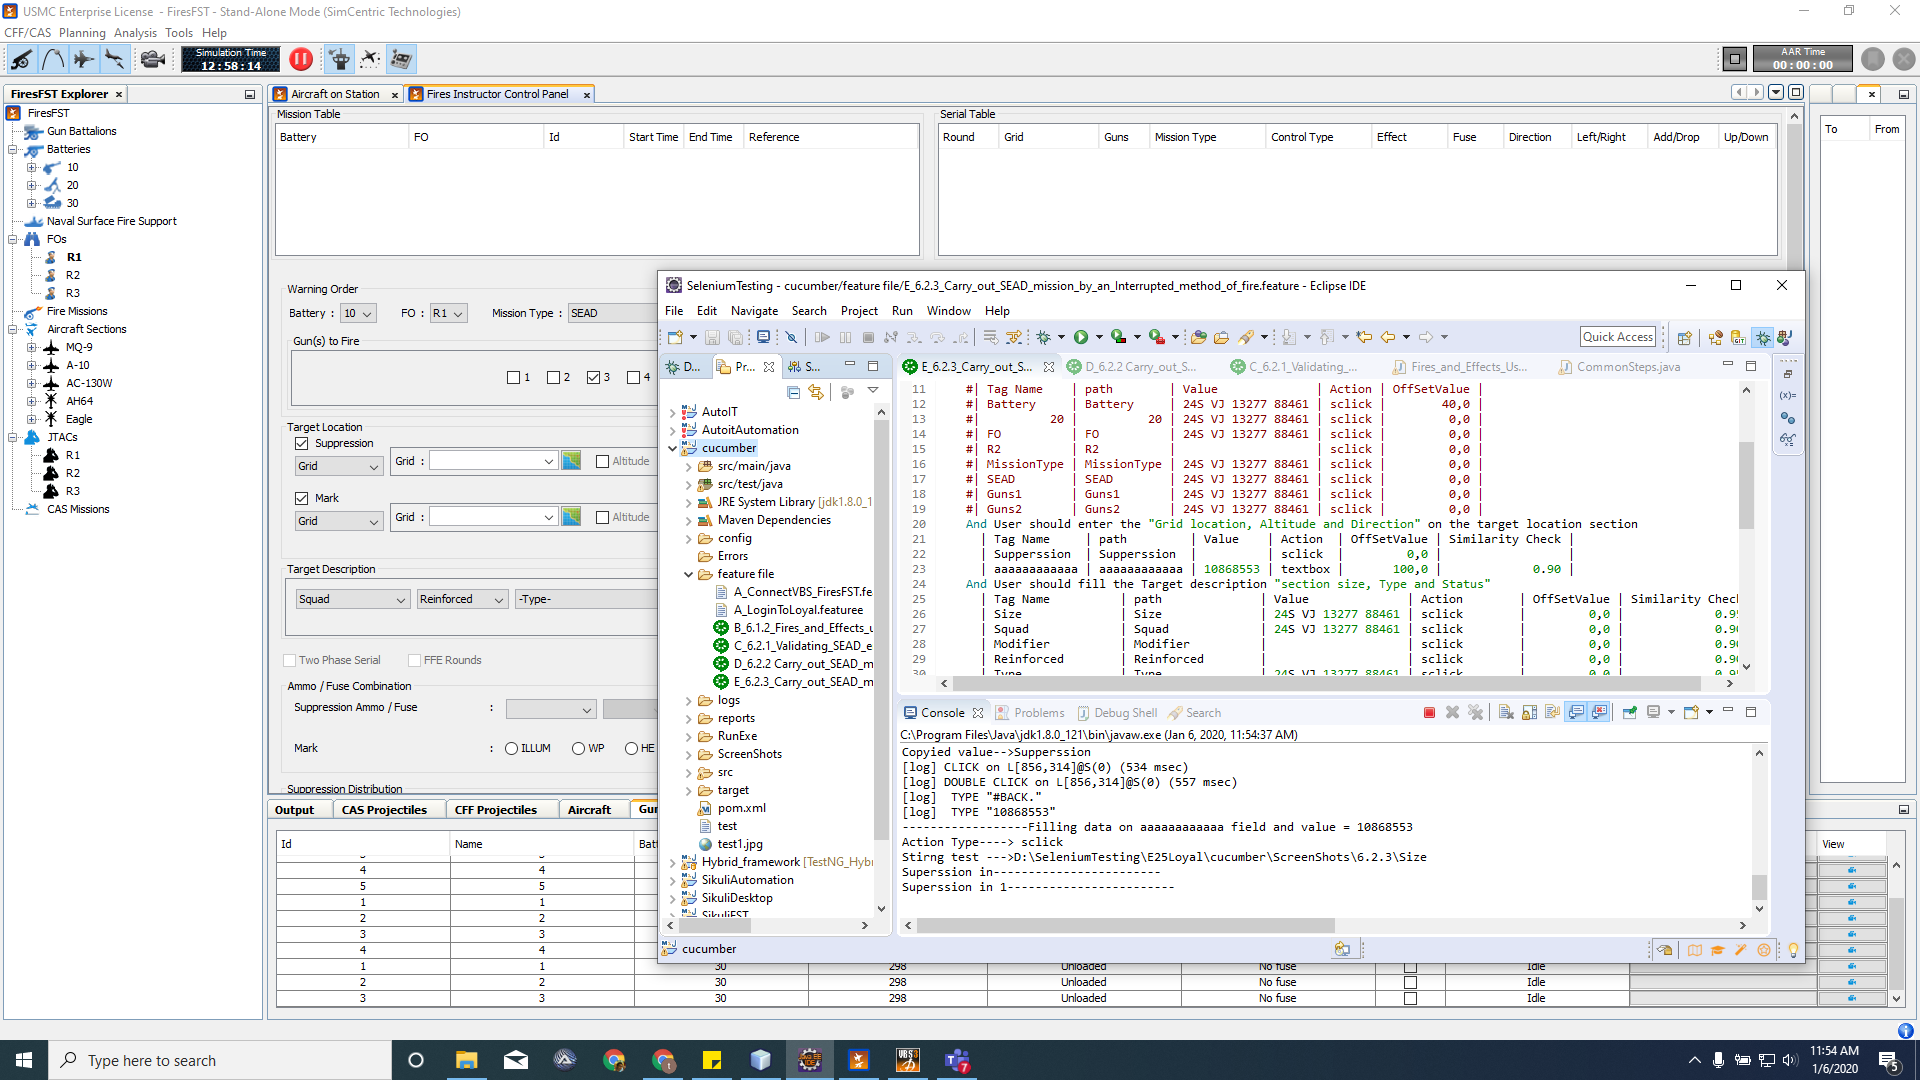 USMC Enterprise License - FiresFST - Stand-Alone Mode (SimCentric Technologies)
CFF/CAS Planning Analysis Tools Help
Simulation Time
12:58:14
AAR Time
00:00:00
FiresFST Explorer
FiresFST
Gun Battalions
Batteries
10
20
30
Naval Surface Fire Support
FOs
R1
R2
R3
Fire Missions
Aircraft Sections
MQ-9
A-10
AC-130W
AH64
Eagle
JTACs
R1
R2
R3
CAS Missions
Aircraft on Station
Fires Instructor Control Panel
Mission Table
Battery FO Id Start Time End Time Reference
Serial Table
Round Grid Guns Mission Type Control Type Effect Fuse Direction Left/Right Add/Drop Up/Down
To From
Warning Order
Battery : 10 FO : R1 Mission Type : SEAD
Gun(s) to Fire
1 2 3 4
Target Location
Suppression
Grid Grid : Altitude
Mark
Grid Grid : Altitude
Target Description
Squad Reinforced -Type-
Two Phase Serial FFE Rounds
Ammo / Fuse Combination
Suppression Ammo / Fuse :
Mark : ILLUM WP HE
Suppression Distribution
Output CAS Projectiles CFF Projectiles Aircraft Gu
Id Name Bat View
4 4
5 5
1 1
2 2
3 3
4 4
1 1 30 298 Unloaded No fuse Idle
2 2 30 298 Unloaded No fuse Idle
3 3 30 298 Unloaded No fuse Idle
SeleniumTesting - cucumber/feature file/E_6.2.3_Carry_out_SEAD_mission_by_an_Interrupted_method_of_fire.feature - Eclipse IDE
File Edit Navigate Search Project Run Window Help
Quick Access
D... Pr... S...
AutoIT
AutoitAutomation
cucumber
src/main/java
src/test/java
JRE System Library [jdk1.8.0_1
Maven Dependencies
config
Errors
feature file
A_ConnectVBS_FiresFST.fe
A_LoginToLoyal.featuree
B_6.1.2_Fires_and_Effects_u
C_6.2.1_Validating_SEAD_e
D_6.2.2 Carry_out_SEAD_m
E_6.2.3_Carry_out_SEAD_m
logs
reports
RunExe
ScreenShots
src
target
pom.xml
test
test1.jpg
Hybrid_framework [TestNG_Hybr
SikuliAutomation
SikuliDesktop
SikuliFST
cucumber
E_6.2.3_Carry_out_S... D_6.2.2 Carry_out_S... C_6.2.1_Validating_... Fires_and_Effects_Us... CommonSteps.java
11 #| Tag Name | path | Value | Action | OffSetValue |
12 #| Battery | Battery | 24S VJ 13277 88461 | sclick | 40,0 |
13 #| 20 | 20 | 24S VJ 13277 88461 | sclick | 0,0 |
14 #| FO | FO | 24S VJ 13277 88461 | sclick | 0,0 |
15 #| R2 | R2 | | sclick | 0,0 |
16 #| MissionType | MissionType | 24S VJ 13277 88461 | sclick | 0,0 |
17 #| SEAD | SEAD | 24S VJ 13277 88461 | sclick | 0,0 |
18 #| Guns1 | Guns1 | 24S VJ 13277 88461 | sclick | 0,0 |
19 #| Guns2 | Guns2 | 24S VJ 13277 88461 | sclick | 0,0 |
20 And User should enter the "Grid location, Altitude and Direction" on the target location section
21 | Tag Name | path | Value | Action | OffSetValue | Similarity Check |
22 | Supperssion | Supperssion | | sclick | 0,0 | |
23 | aaaaaaaaaaaa | aaaaaaaaaaaa | 10868553 | textbox | 100,0 | 0.90 |
24 And User should fill the Target description "section size, Type and Status"
25 | Tag Name | path | Value | Action | OffSetValue | Similarity Check
26 | Size | Size | 24S VJ 13277 88461 | sclick | 0,0 | 0.95
27 | Squad | Squad | 24S VJ 13277 88461 | sclick | 0,0 | 0.90
28 | Modifier | Modifier | | sclick | 0,0 | 0.90
29 | Reinforced | Reinforced | | sclick | 0,0 | 0.90
30 | Type | Type | 24S VJ 13277 88461 | sclick | 0,0 |
Console Problems Debug Shell Search
C:\Program Files\Java\jdk1.8.0_121\bin\javaw.exe (Jan 6, 2020, 11:54:37 AM)
Copyied value-->Supperssion
[log] CLICK on L[856,314]@S(0) (534 msec)
[log] DOUBLE CLICK on L[856,314]@S(0) (557 msec)
[log] TYPE "#BACK."
[log] TYPE "10868553"
------------------Filling data on aaaaaaaaaaaa field and value = 10868553
Action Type----> sclick
Stirng test --->D:\SeleniumTesting\E25Loyal\cucumber\ScreenShots\6.2.3\Size
Superssion in------------------------
Superssion in 1------------------------
Type here to search
11:54 AM
1/6/2020
5